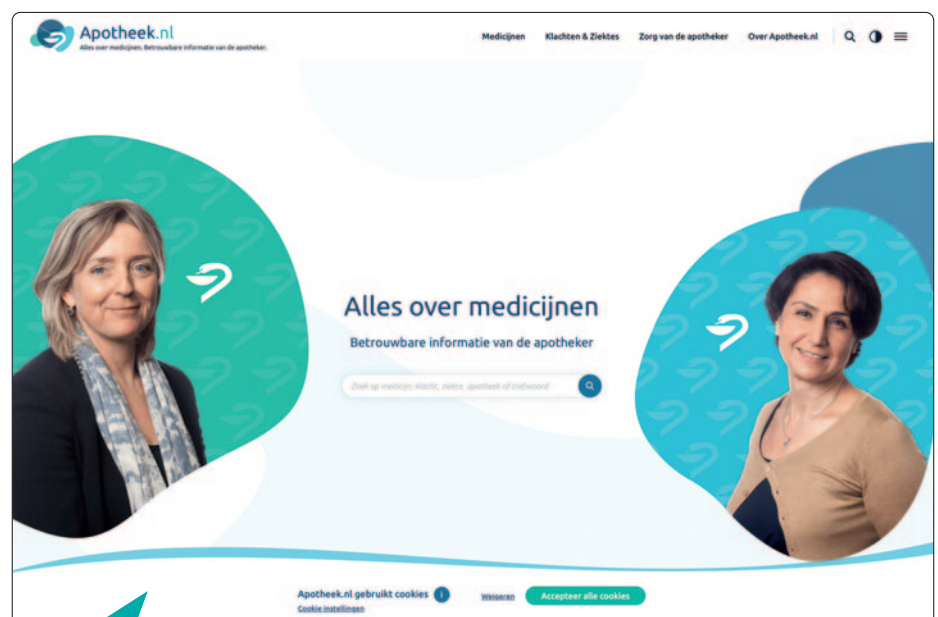 Apotheek.nl
Alles over medicijnen. Betrouwbare informatie van de apotheker.
Medicijnen Klachten & Ziektes Zorg van de apotheker Over Apotheek.nl
Alles over medicijnen
Betrouwbare informatie van de apotheker
Zoek op medicijn, klacht, ziekte, apotheek of trefwoord
Apotheek.nl gebruikt cookies i Weigeren Accepteer alle cookies
Cookie instellingen